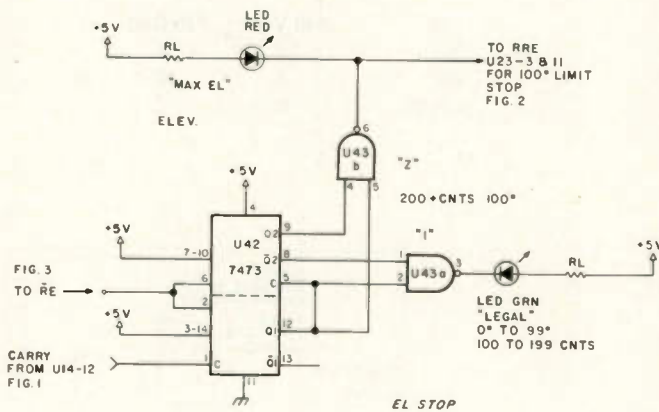 LED
RED
+5V
RL
"MAX EL"
TO RRE
U23-3 & 11
FOR 100° LIMIT
STOP
FIG. 2
ELEV.
6
U43
b
4
5
"2"
200 + CNTS 100°
+5V
4
+5V
7-10
U42
7473
Q2
9
Q̅2
8
"1"
1
2
U43a
3
RL
+5V
FIG. 3
TO R̅E
6
2
C
5
LED GRN
"LEGAL"
0° TO 99°
100 TO 199 CNTS
+5V
3-14
Q1
12
CARRY
FROM U14-12
FIG. 1
1
C
Q̅1
13
11
EL STOP